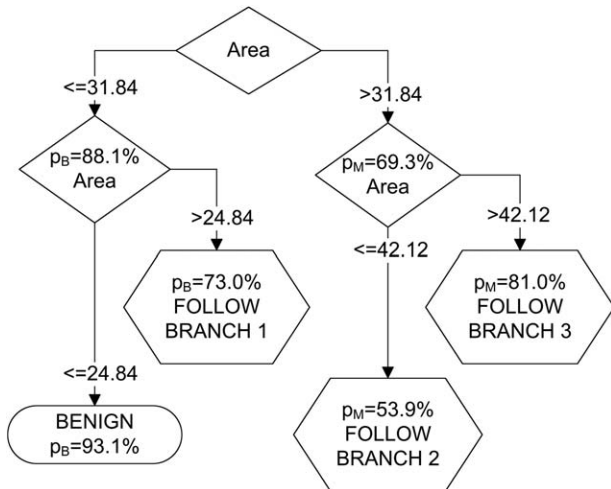 Area
<=31.84
>31.84
pB=88.1%
Area
pM=69.3%
Area
>24.84
>42.12
<=42.12
pB=73.0%
FOLLOW
BRANCH 1
pM=81.0%
FOLLOW
BRANCH 3
<=24.84
BENIGN
pB=93.1%
pM=53.9%
FOLLOW
BRANCH 2